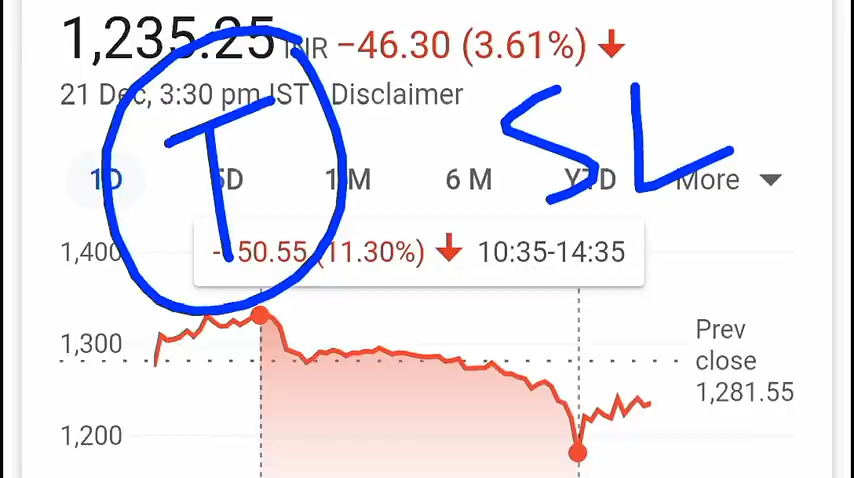 1,235.25 INR −46.30 (3.61%) ↓
21 Dec, 3:30 pm IST Disclaimer
T SL
1D 5D 1 M 6 M YTD More
50.55 (11.30%) ↓ 10:35-14:35
1,400
1,300
1,200
Prev
close
1,281.55